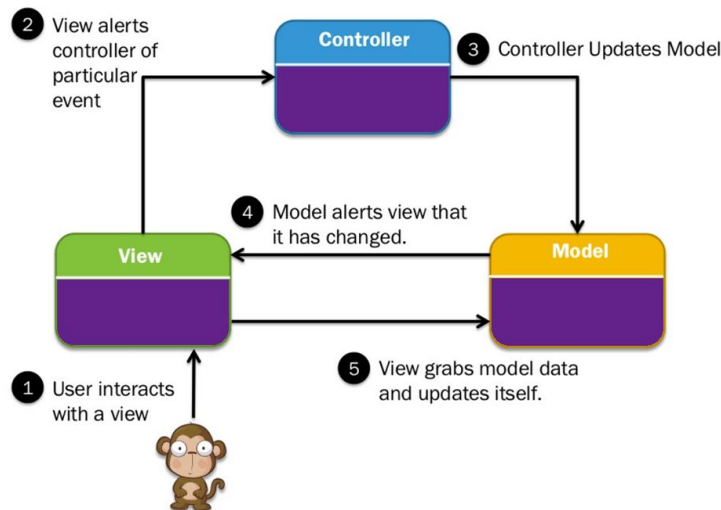 2 View alerts
controller of
particular
event
Controller
3 Controller Updates Model
4 Model alerts view that
it has changed.
View
Model
1 User interacts
with a view
5 View grabs model data
and updates itself.